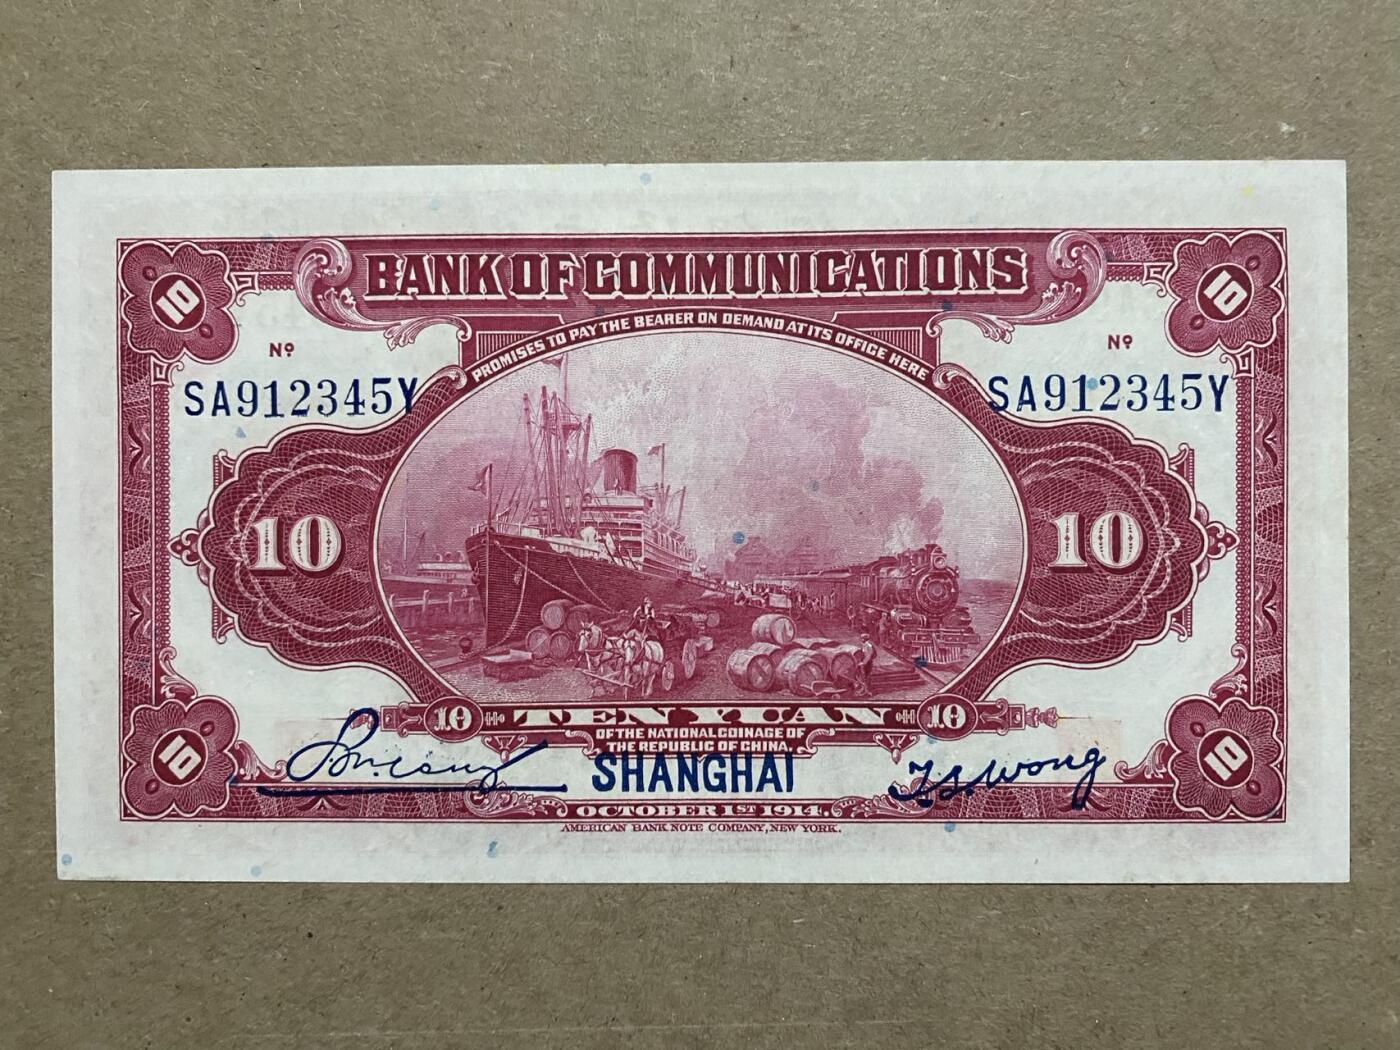 10 BANK OF COMMUNICATIONS 10
PROMISES TO PAY THE BEARER ON DEMAND AT ITS OFFICE HERE
Nº Nº
SA912345Y SA912345Y
10 10
10 TEN YUAN 10
OF THE NATIONAL COINAGE OF
THE REPUBLIC OF CHINA.
10 SHANGHAI T.S. Wong 10
OCTOBER 1ST 1914.
AMERICAN BANK NOTE COMPANY, NEW YORK.